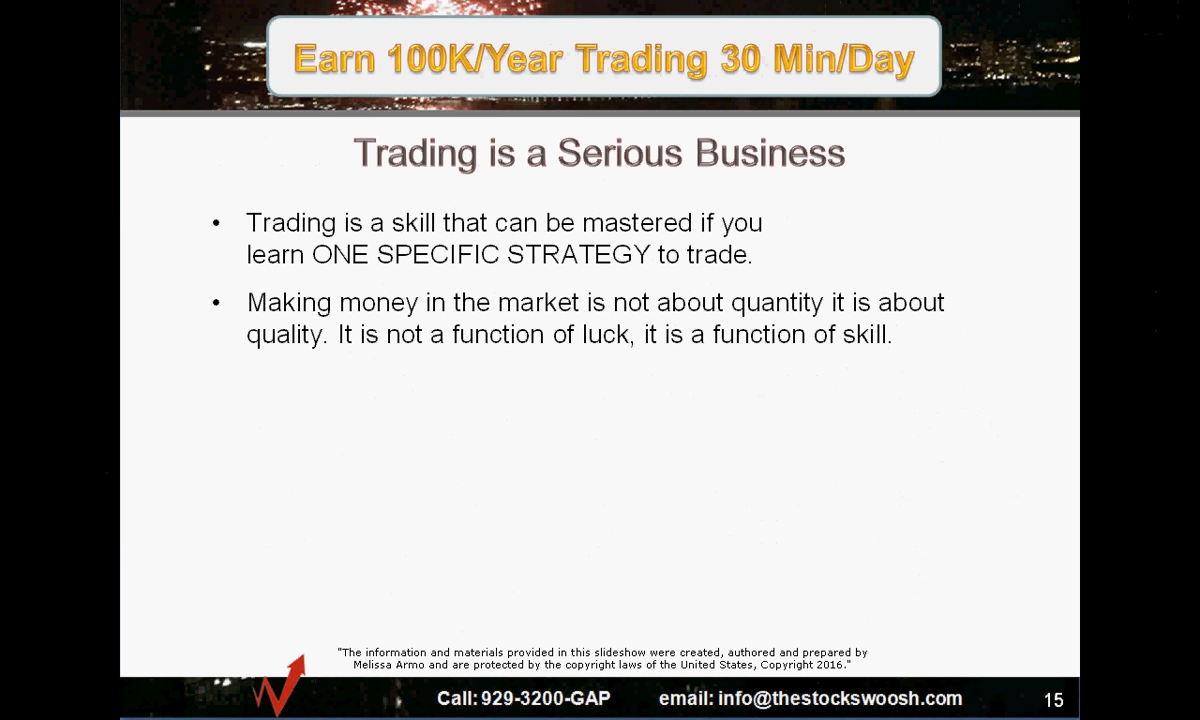 Earn 100K/Year Trading 30 Min/Day
Trading is a Serious Business
• Trading is a skill that can be mastered if you
learn ONE SPECIFIC STRATEGY to trade.
• Making money in the market is not about quantity it is about
quality. It is not a function of luck, it is a function of skill.
"The information and materials provided in this slideshow were created, authored and prepared by
Melissa Armo and are protected by the copyright laws of the United States, Copyright 2016."
Call: 929-3200-GAP email: info@thestockswoosh.com 15